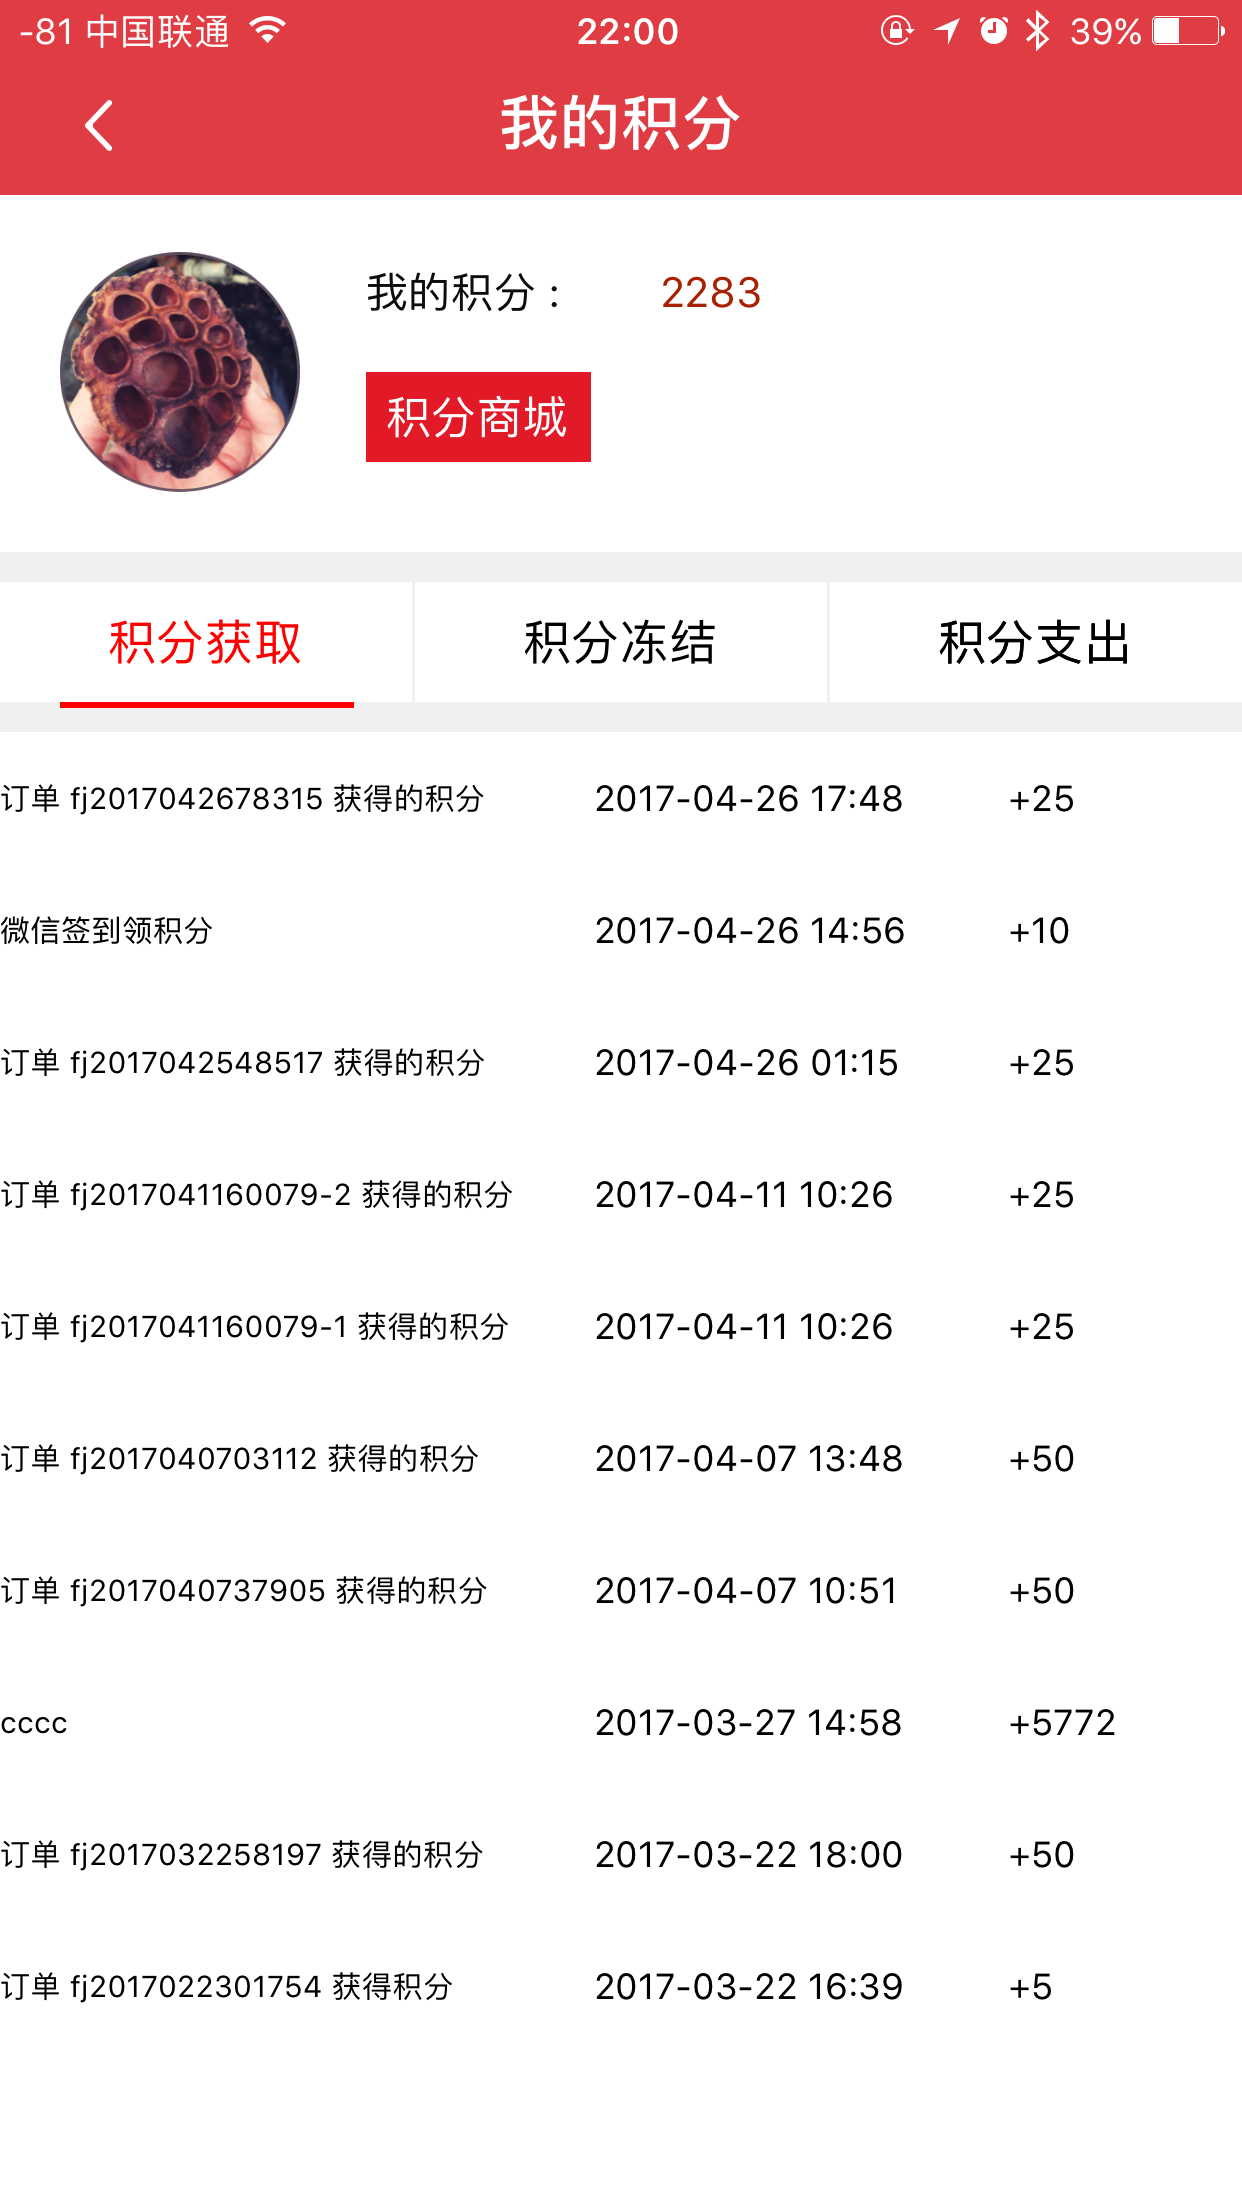 -81 中国联通 22:00 39%
我的积分
我的积分： 2283
积分商城
积分获取 积分冻结 积分支出
订单 fj2017042678315 获得的积分 2017-04-26 17:48 +25
微信签到领积分 2017-04-26 14:56 +10
订单 fj2017042548517 获得的积分 2017-04-26 01:15 +25
订单 fj2017041160079-2 获得的积分 2017-04-11 10:26 +25
订单 fj2017041160079-1 获得的积分 2017-04-11 10:26 +25
订单 fj2017040703112 获得的积分 2017-04-07 13:48 +50
订单 fj2017040737905 获得的积分 2017-04-07 10:51 +50
cccc 2017-03-27 14:58 +5772
订单 fj2017032258197 获得的积分 2017-03-22 18:00 +50
订单 fj2017022301754 获得积分 2017-03-22 16:39 +5